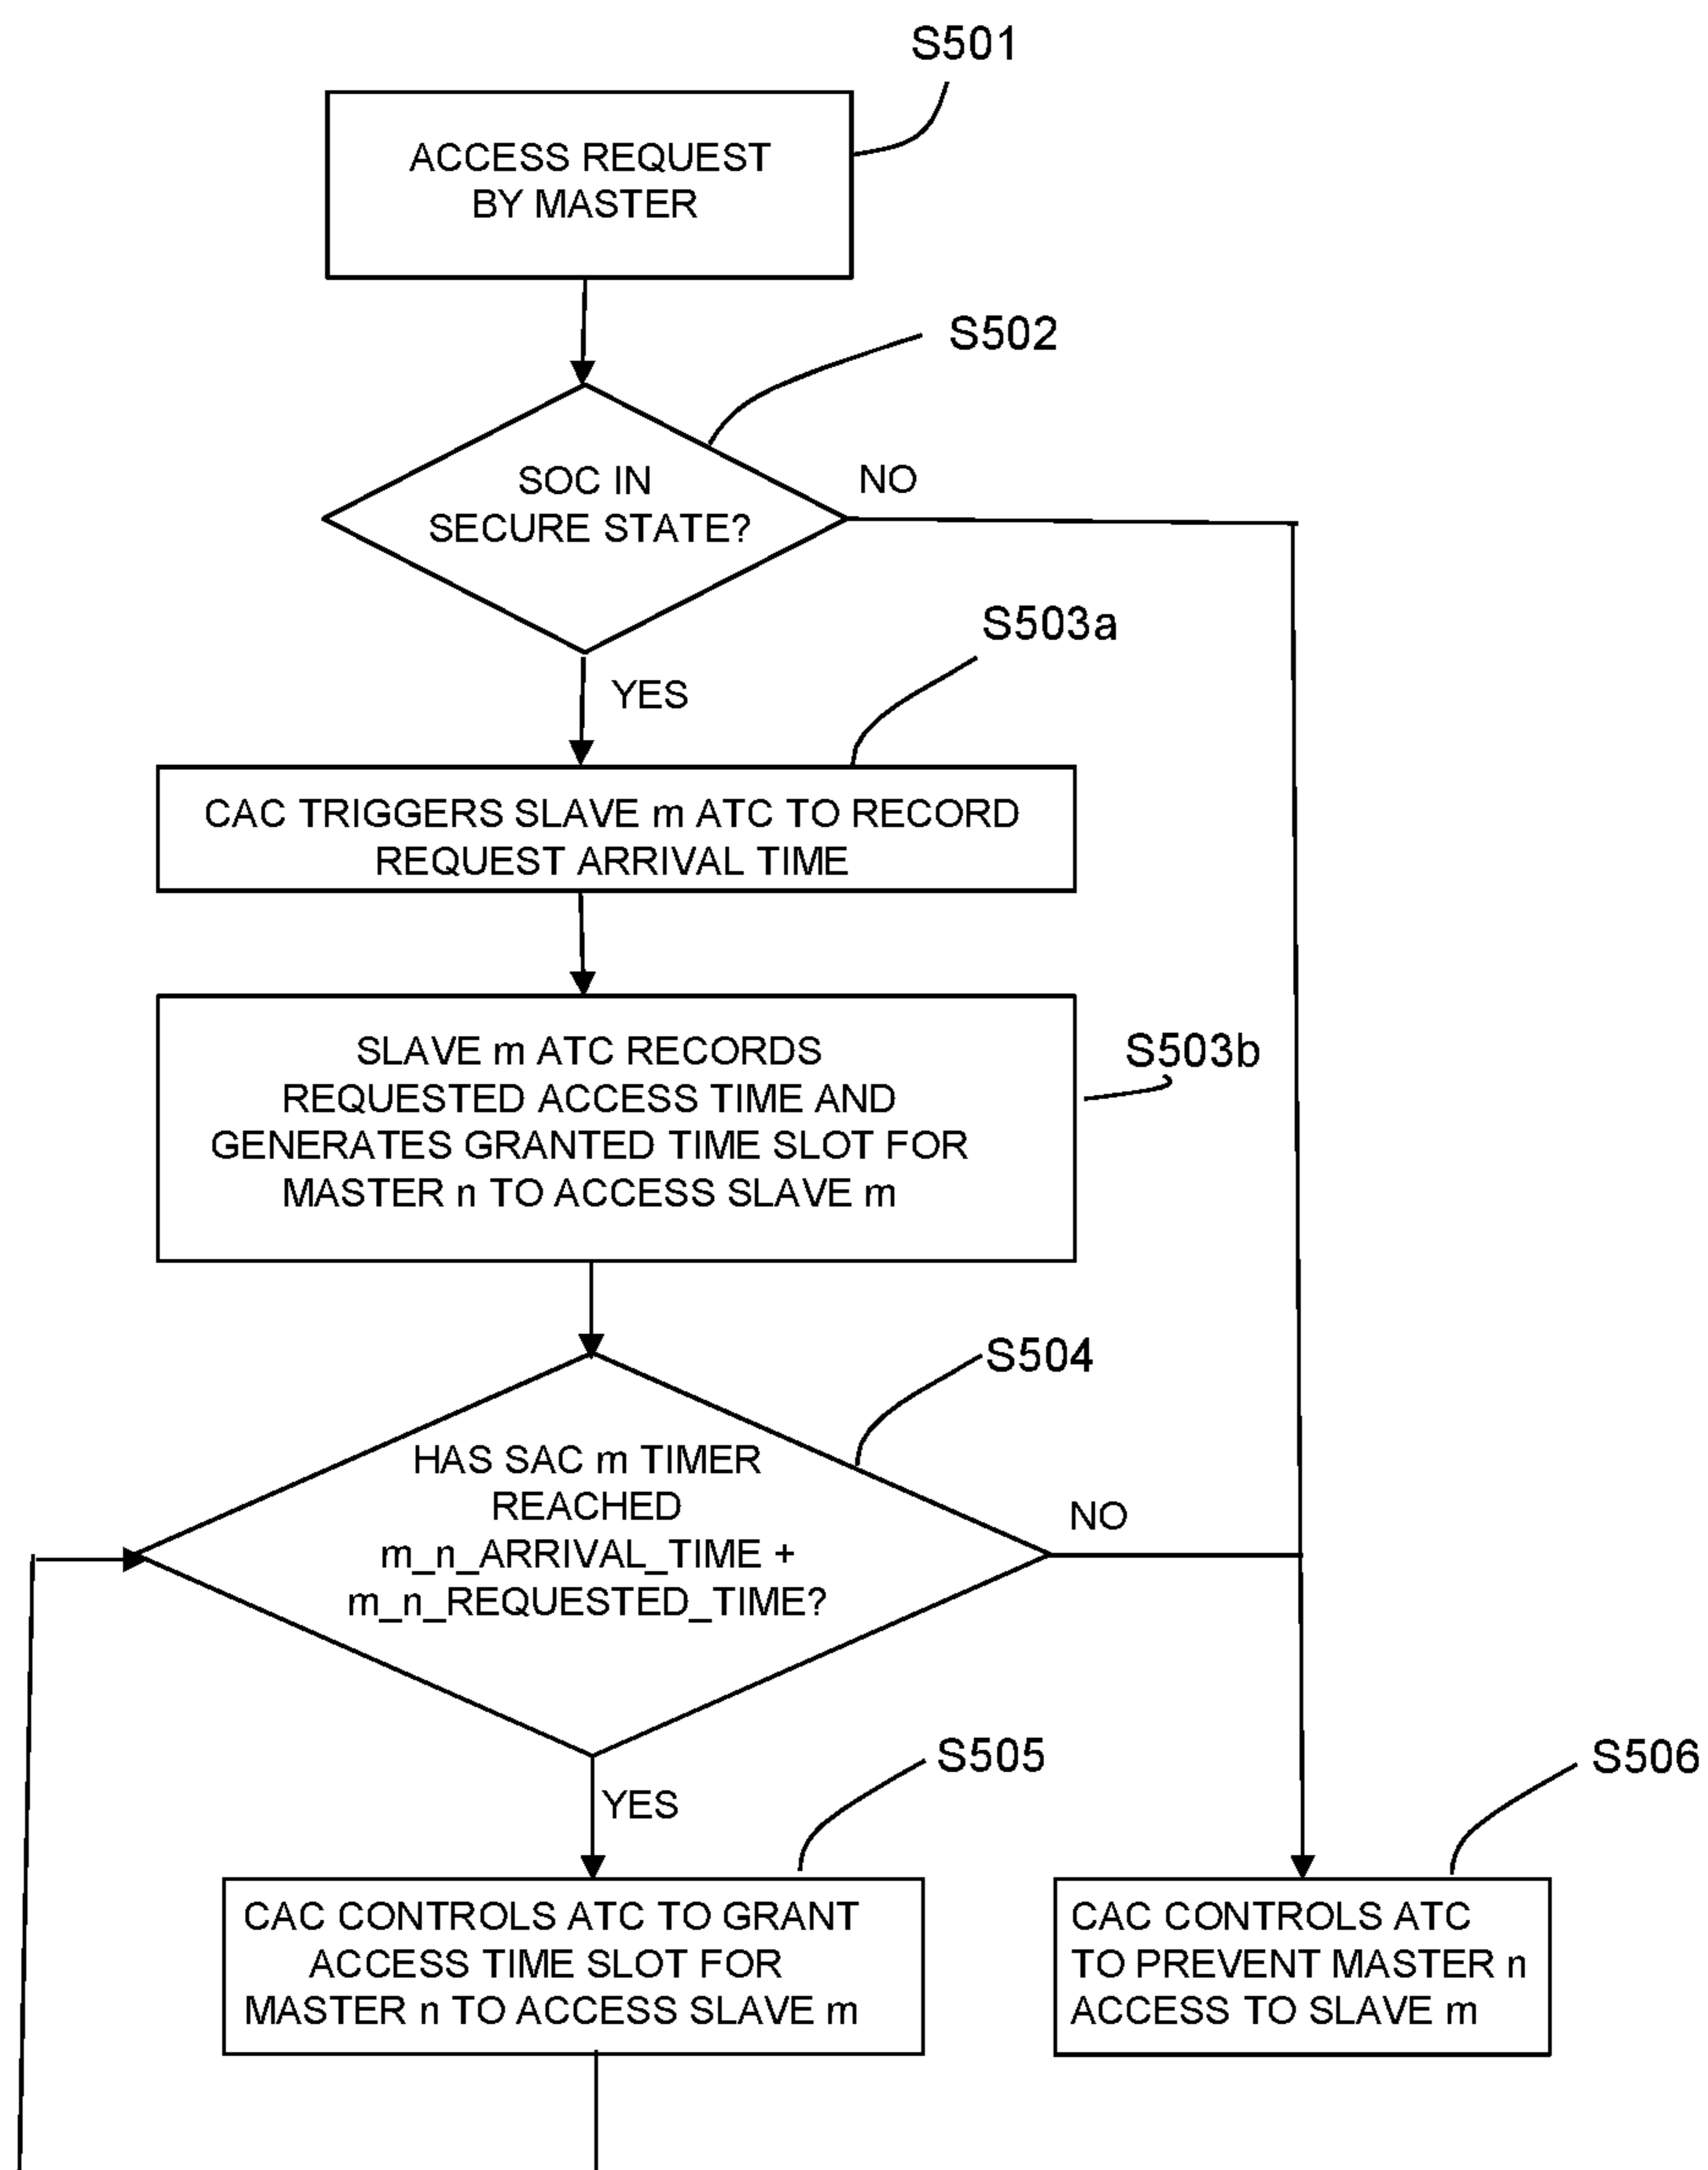 S501
ACCESS REQUEST
BY MASTER
S502
SOC IN
SECURE STATE?
NO
S503a
YES
CAC TRIGGERS SLAVE m ATC TO RECORD
REQUEST ARRIVAL TIME
SLAVE m ATC RECORDS
REQUESTED ACCESS TIME AND
GENERATES GRANTED TIME SLOT FOR
MASTER n TO ACCESS SLAVE m
S503b
S504
HAS SAC m TIMER
REACHED
m_n_ARRIVAL_TIME +
m_n_REQUESTED_TIME?
NO
YES
S505
S506
CAC CONTROLS ATC TO GRANT
ACCESS TIME SLOT FOR
MASTER n TO ACCESS SLAVE m
CAC CONTROLS ATC
TO PREVENT MASTER n
ACCESS TO SLAVE m